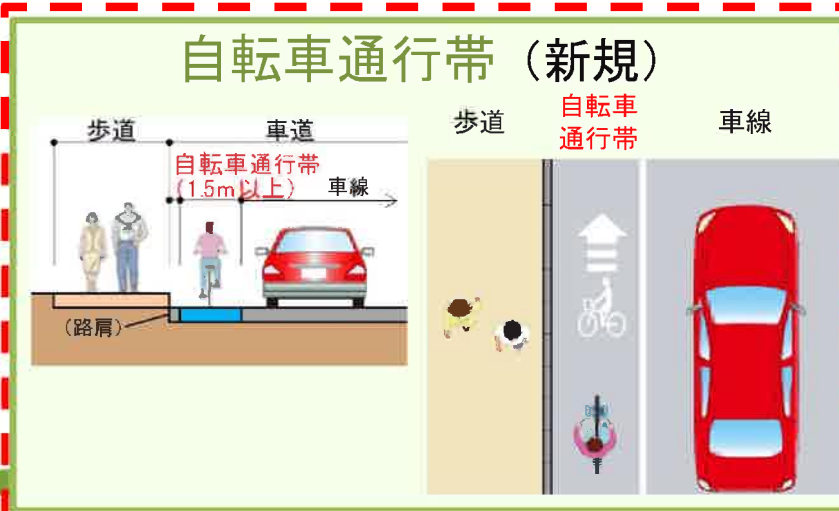 自転車通行帯（新規）
歩道
車道
自転車通行帯
（1.5m以上）
車線
（路肩）
歩道
自転車
通行帯
車線